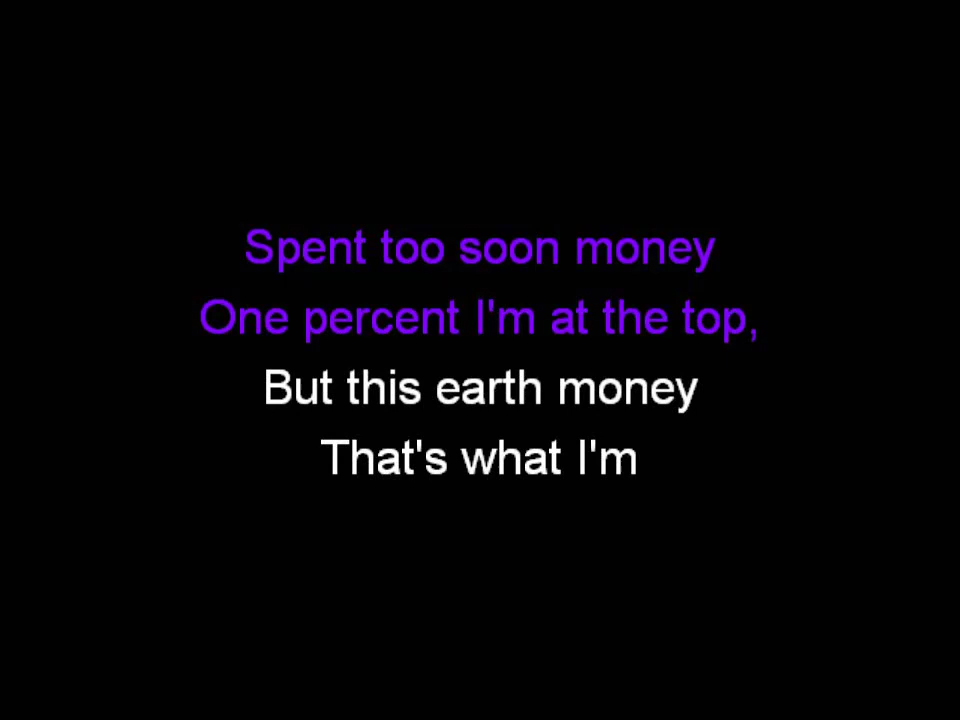 Spent too soon money
One percent I'm at the top,
But this earth money
That's what I'm